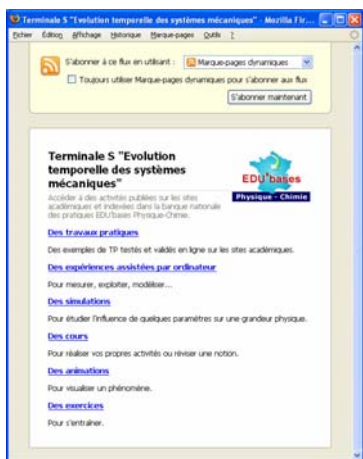 Terminale S "Evolution temporelle des systèmes mécaniques" - Mozilla Fir...
Fichier Édition Affichage Historique Marque-pages Outils ?
S'abonner à ce flux en utilisant : Marque-pages dynamiques
Toujours utiliser Marque-pages dynamiques pour s'abonner aux flux
S'abonner maintenant
Terminale S "Evolution
temporelle des systèmes
mécaniques"
EDU'bases
Physique - Chimie
Accéder à des activités publiées sur les sites
académiques et indexées dans la banque nationale
des pratiques EDU'bases Physique-Chimie.
Des travaux pratiques
Des exemples de TP testés et validés en ligne sur les sites académiques.
Des expériences assistées par ordinateur
Pour mesurer, exploiter, modéliser...
Des simulations
Pour étudier l'influence de quelques paramètres sur une grandeur physique.
Des cours
Pour réaliser vos propres activités ou réviser une notion.
Des animations
Pour visualiser un phénomène.
Des exercices
Pour s'entraîner.